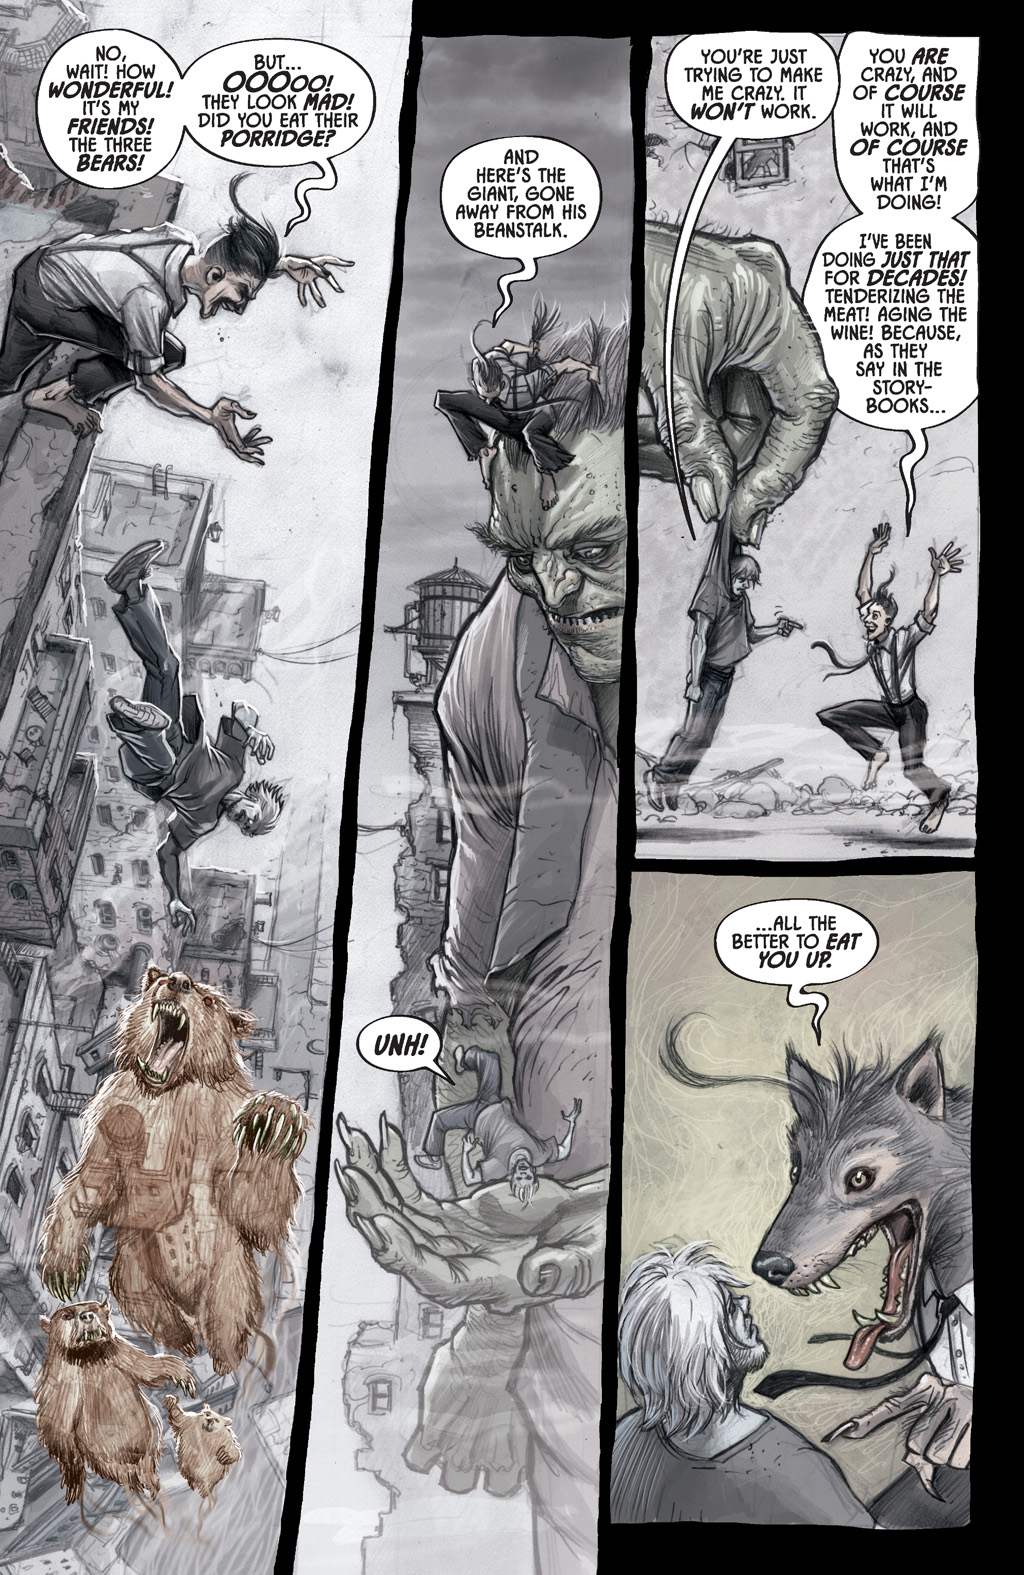 NO,
WAIT! HOW
WONDERFUL!
IT'S MY
FRIENDS!
THE THREE
BEARS!
BUT...
OOOOO!
THEY LOOK MAD!
DID YOU EAT THEIR
PORRIDGE?
AND
HERE'S THE
GIANT, GONE
AWAY FROM HIS
BEANSTALK.
UNH!
YOU'RE JUST
TRYING TO MAKE
ME CRAZY. IT
WON'T WORK.
YOU ARE
CRAZY, AND
OF COURSE
IT WILL
WORK, AND
OF COURSE
THAT'S
WHAT I'M
DOING!
I'VE BEEN
DOING JUST THAT
FOR DECADES!
TENDERIZING THE
MEAT! AGING THE
WINE! BECAUSE,
AS THEY
SAY IN THE
STORY-
BOOKS...
...ALL THE
BETTER TO EAT
YOU UP.